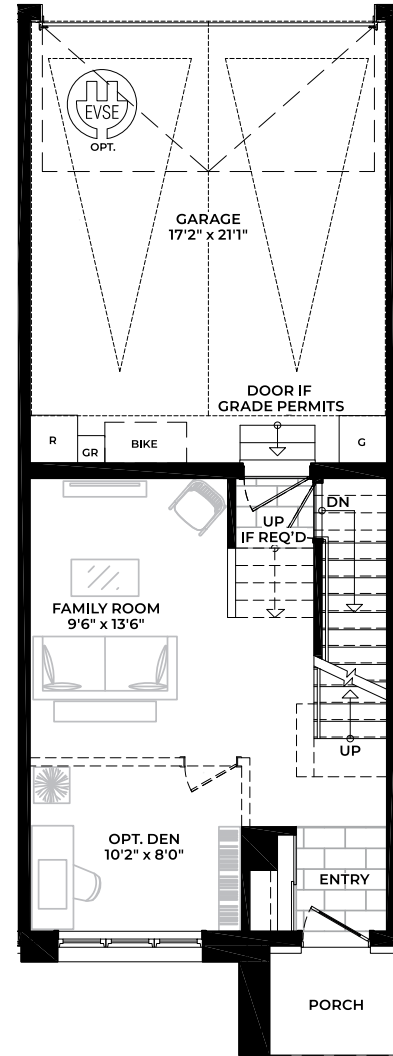 EVSE
OPT.
GARAGE
17'2" x 21'1"
DOOR IF
GRADE PERMITS
R
GR
BIKE
G
DN
UP
IF REQ'D
FAMILY ROOM
9'6" x 13'6"
UP
OPT. DEN
10'2" x 8'0"
ENTRY
PORCH